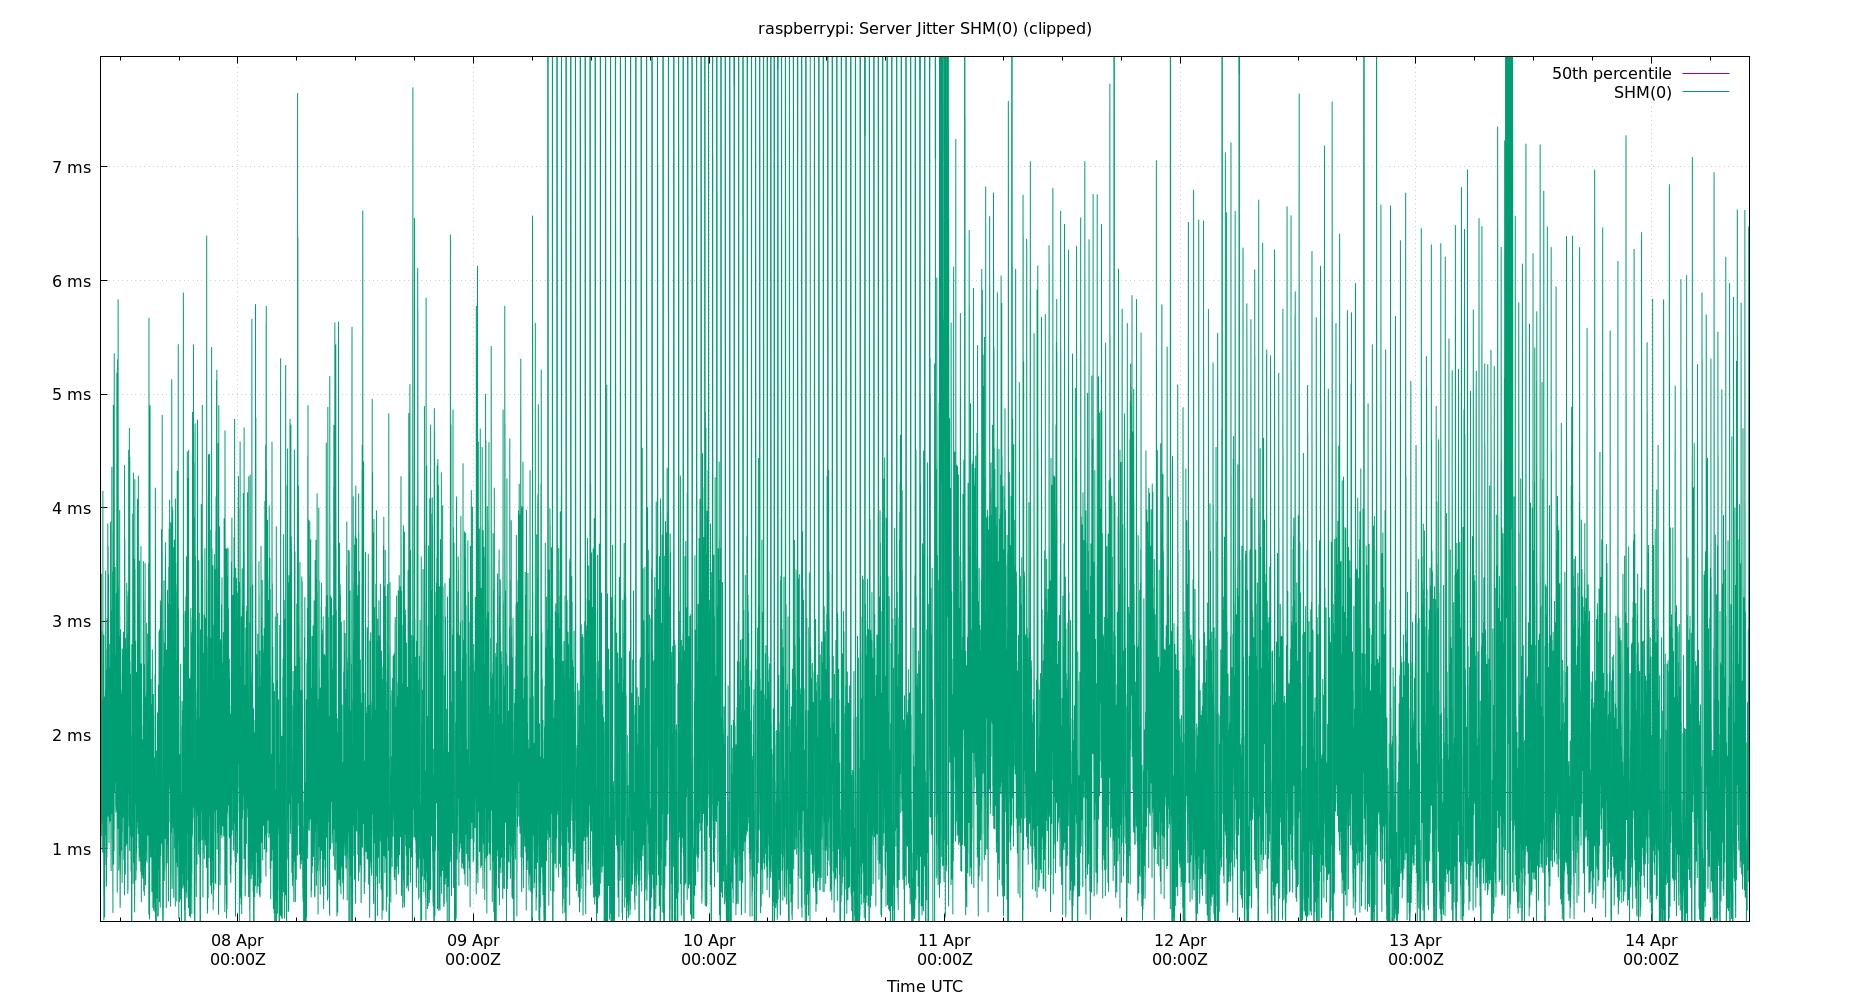 raspberrypi: Server Jitter SHM(0) (clipped)
50th percentile
SHM(0)
7 ms
6 ms
5 ms
4 ms
3 ms
2 ms
1 ms
08 Apr
00:00Z
09 Apr
00:00Z
10 Apr
00:00Z
11 Apr
00:00Z
12 Apr
00:00Z
13 Apr
00:00Z
14 Apr
00:00Z
Time UTC